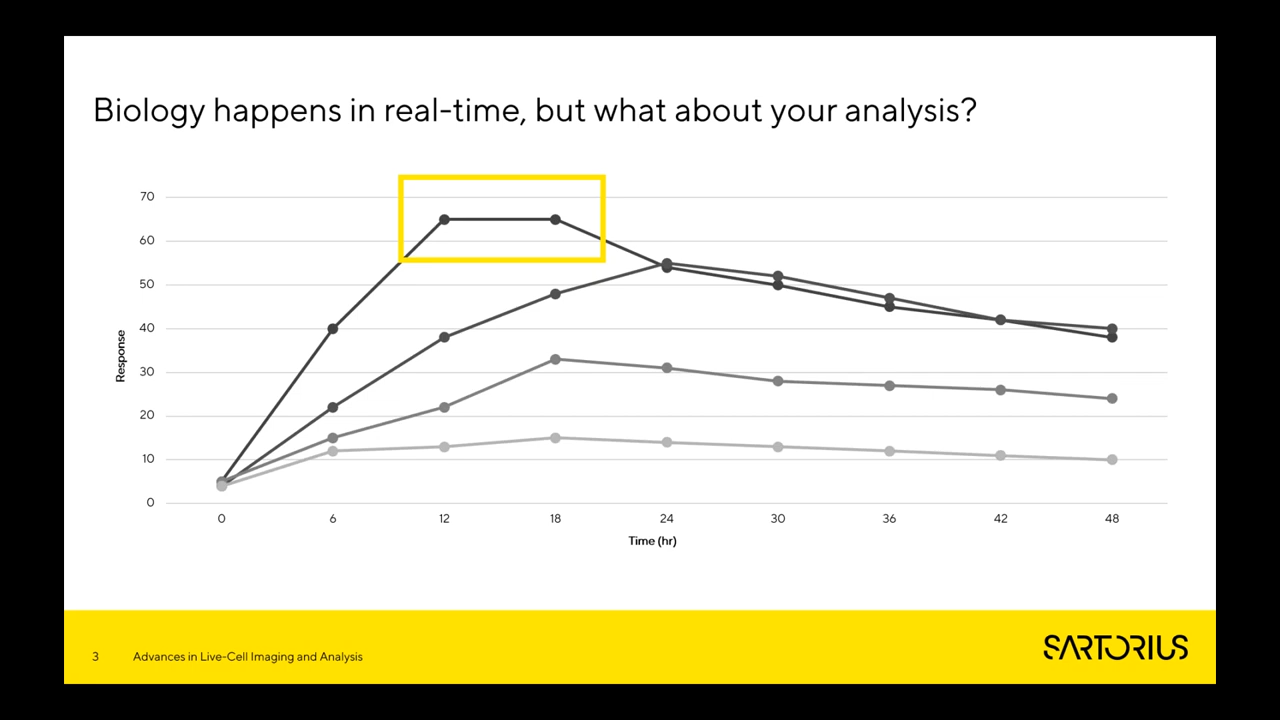 Biology happens in real-time, but what about your analysis?
70
60
50
40
30
20
10
0
Response
0 6 12 18 24 30 36 42 48
Time (hr)
3 Advances in Live-Cell Imaging and Analysis
SARTORIUS